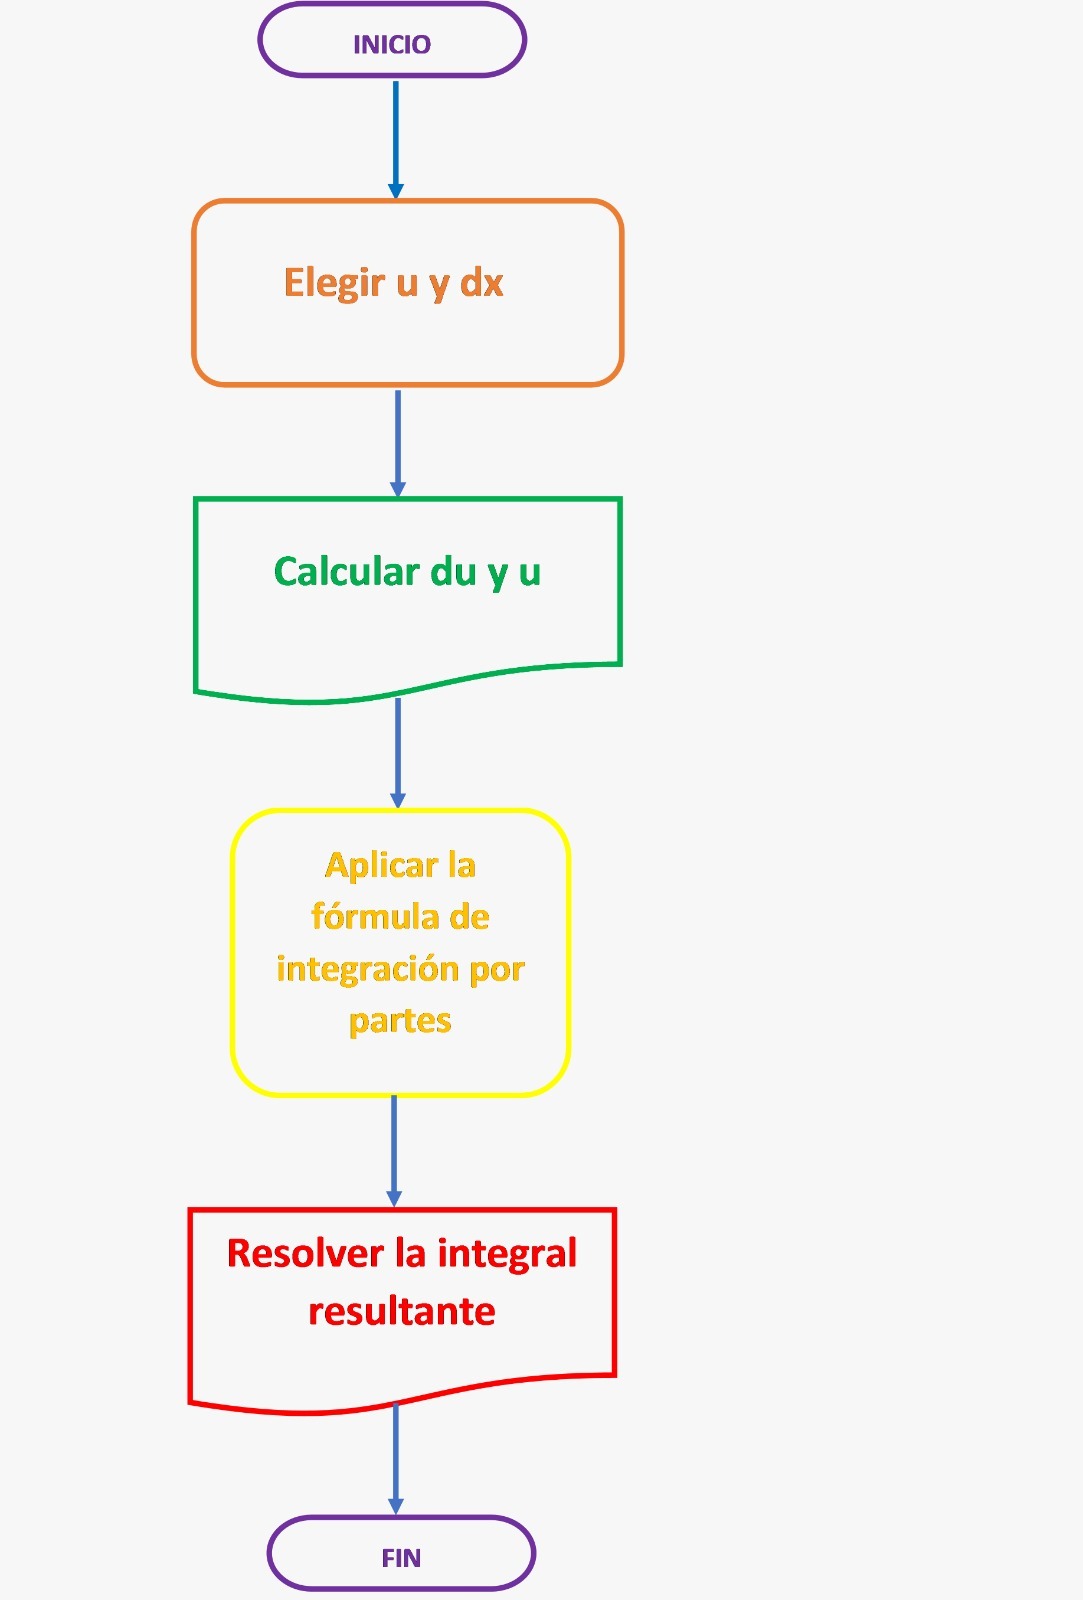 INICIO
Elegir u y dx
Calcular du y u
Aplicar la
fórmula de
integración por
partes
Resolver la integral
resultante
FIN